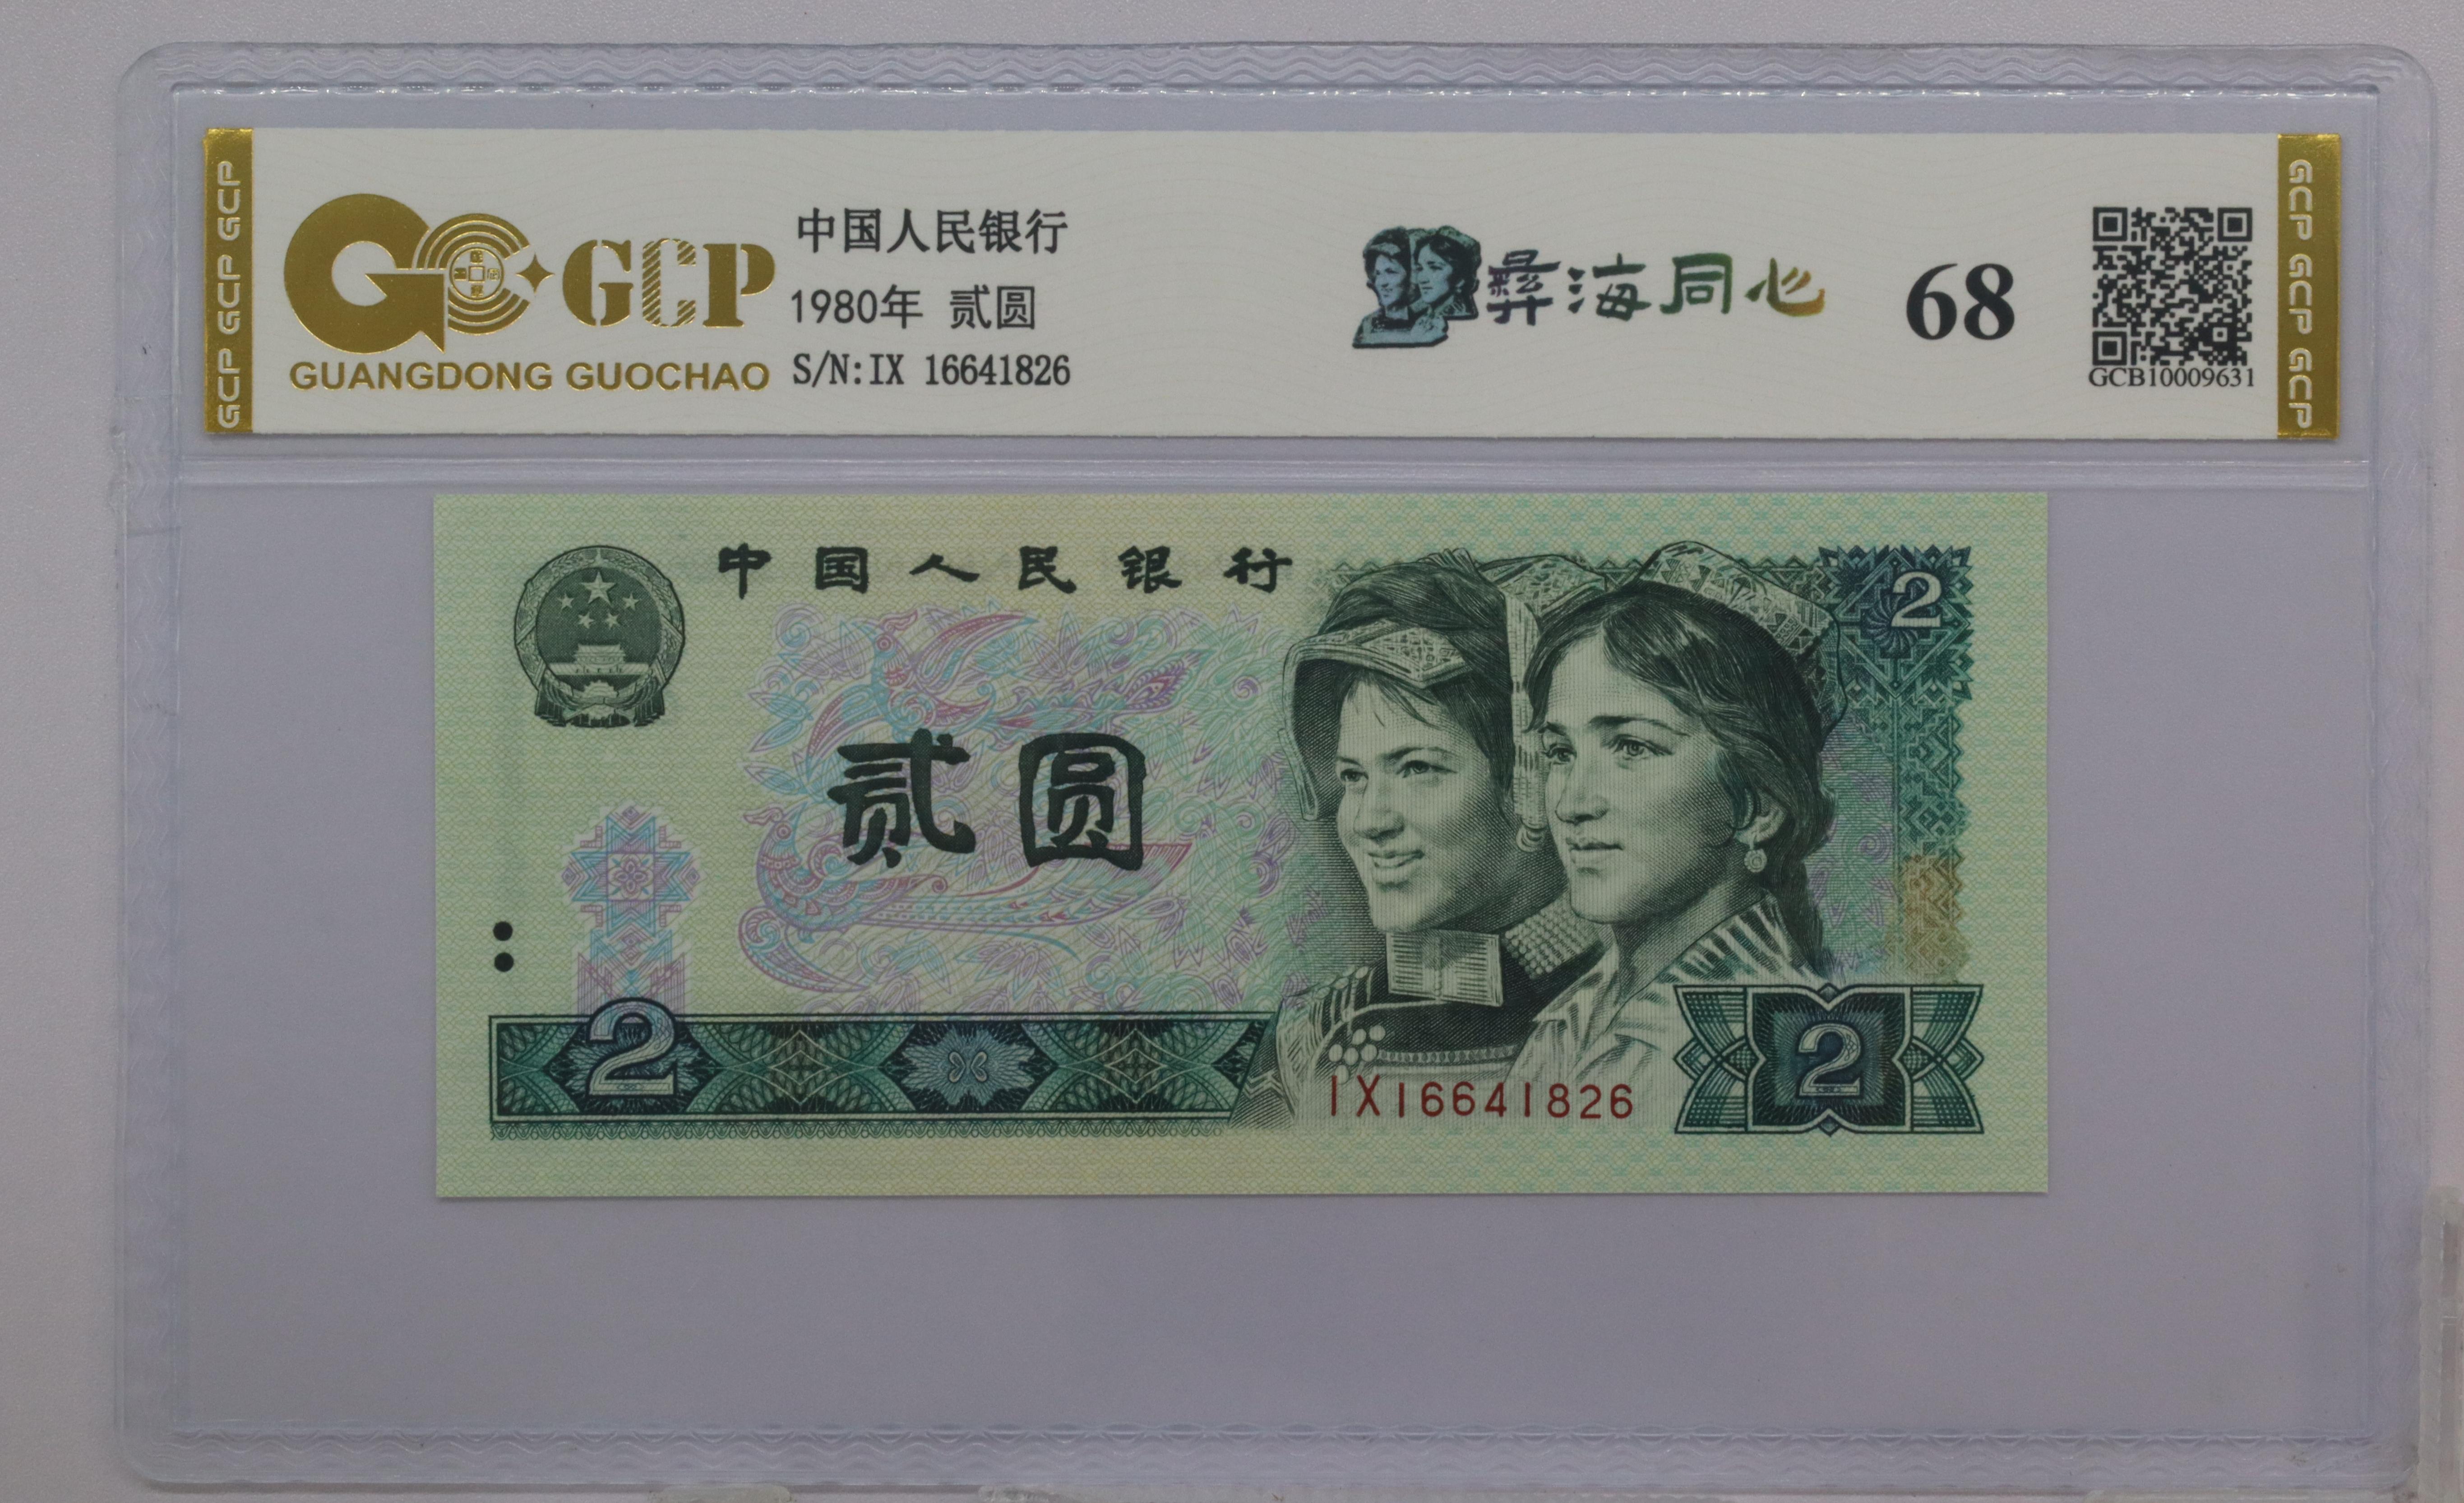 GCP GCP GCP
GCP
GUANGDONG GUOCHAO
中国人民银行
1980年 贰圆
S/N:IX 16641826
彝海同心
68
GCB10009631
GCP GCP GCP
中国人民银行
2
贰圆
2
IX16641826
2